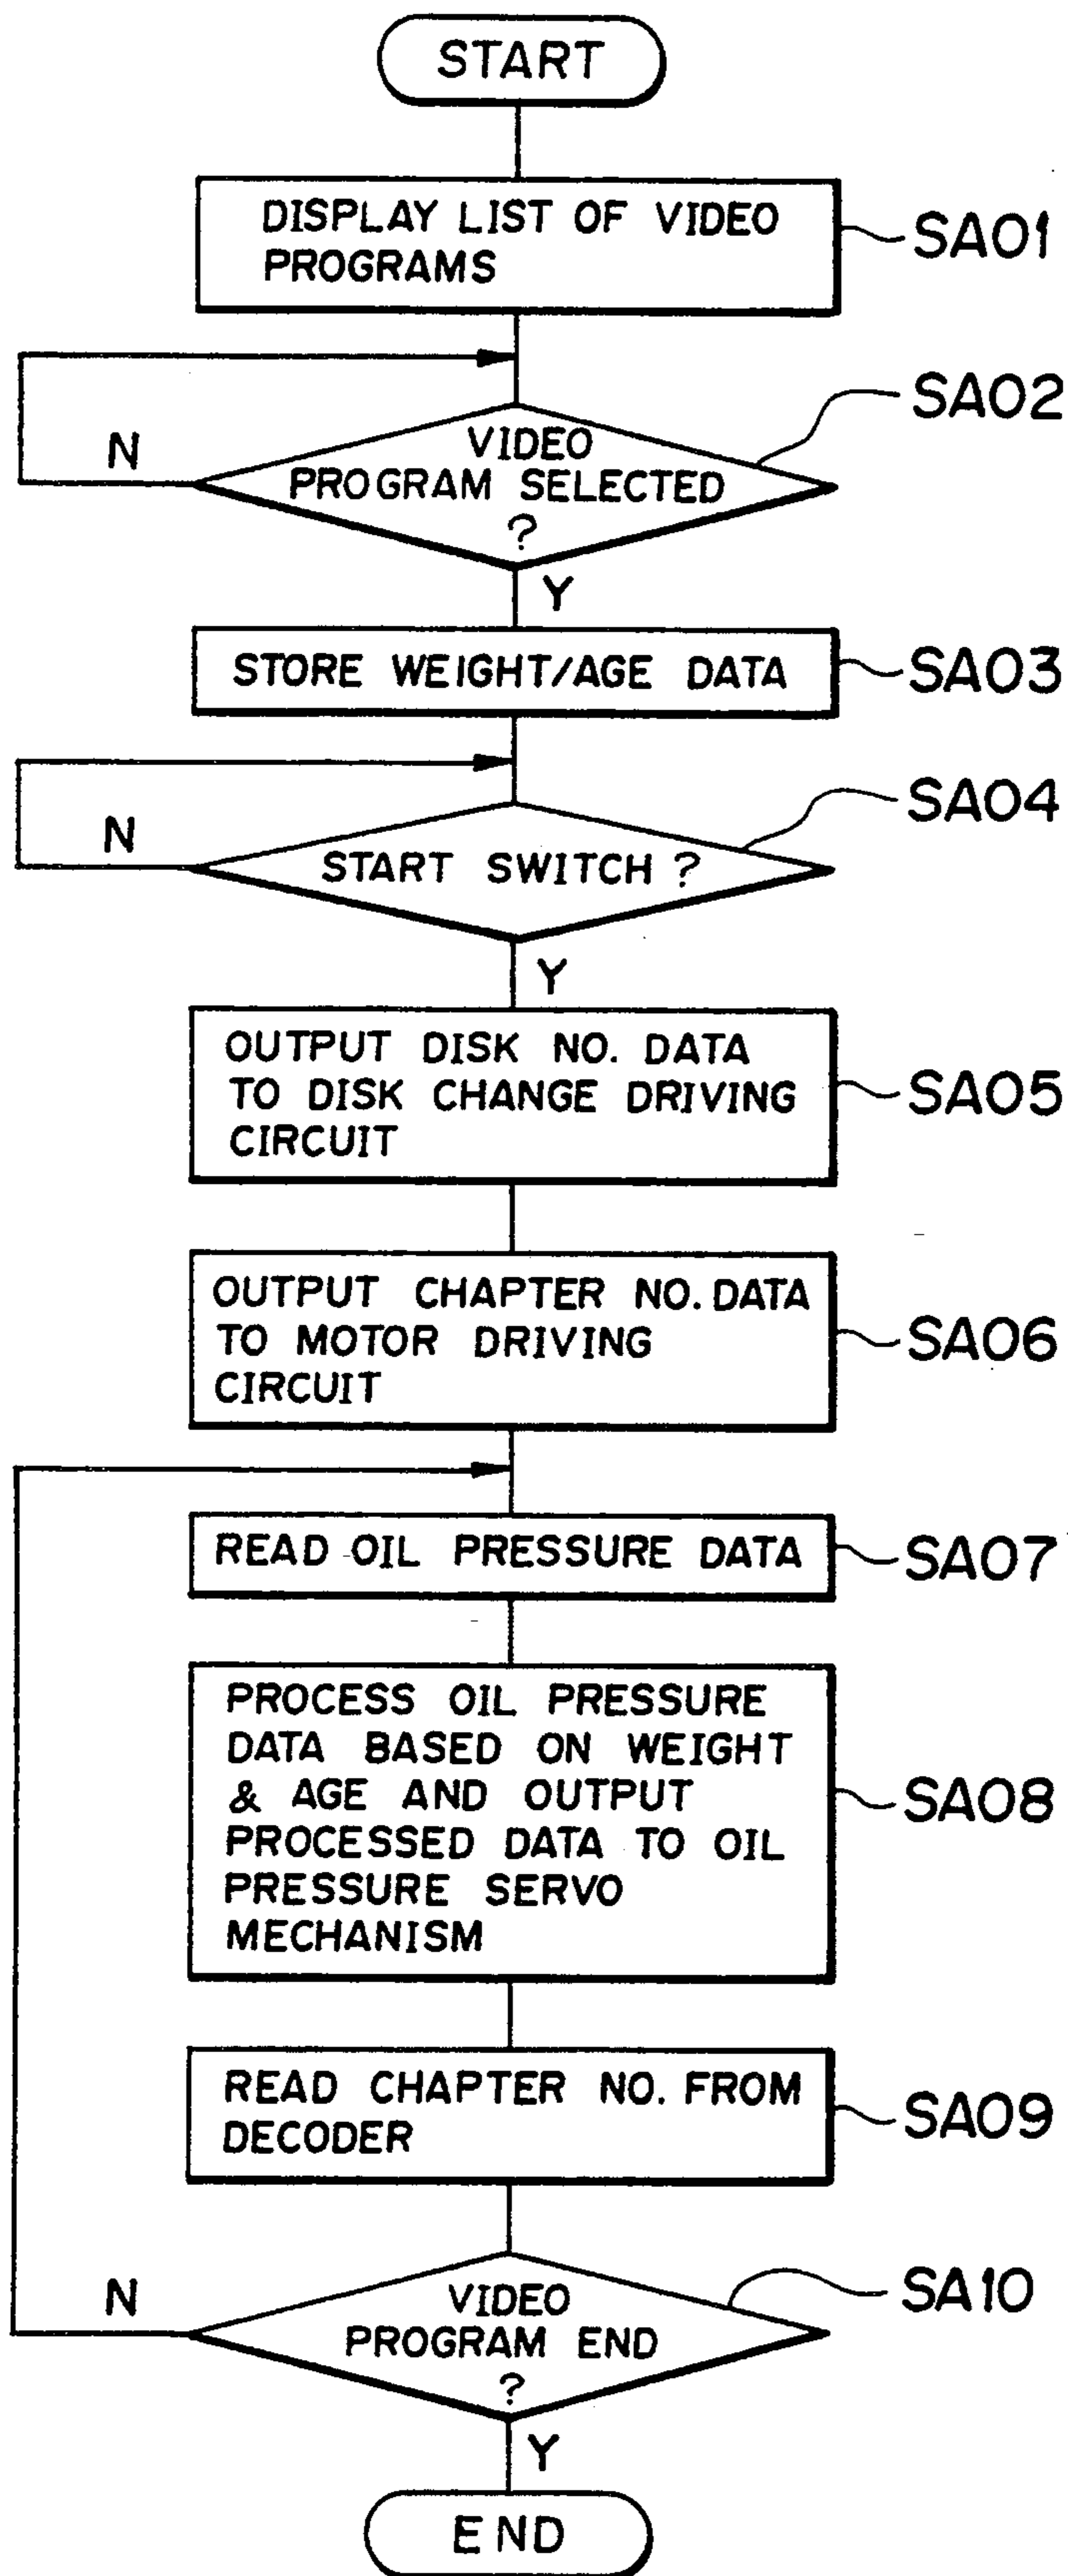 START
DISPLAY LIST OF VIDEO
PROGRAMS
SA01
VIDEO
PROGRAM SELECTED
?
SA02
N
Y
STORE WEIGHT/AGE DATA
SA03
START SWITCH ?
SA04
N
Y
OUTPUT DISK NO. DATA
TO DISK CHANGE DRIVING
CIRCUIT
SA05
OUTPUT CHAPTER NO. DATA
TO MOTOR DRIVING
CIRCUIT
SA06
READ OIL PRESSURE DATA
SA07
PROCESS OIL PRESSURE
DATA BASED ON WEIGHT
& AGE AND OUTPUT
PROCESSED DATA TO OIL
PRESSURE SERVO
MECHANISM
SA08
READ CHAPTER NO. FROM
DECODER
SA09
VIDEO
PROGRAM END
?
SA10
N
Y
END